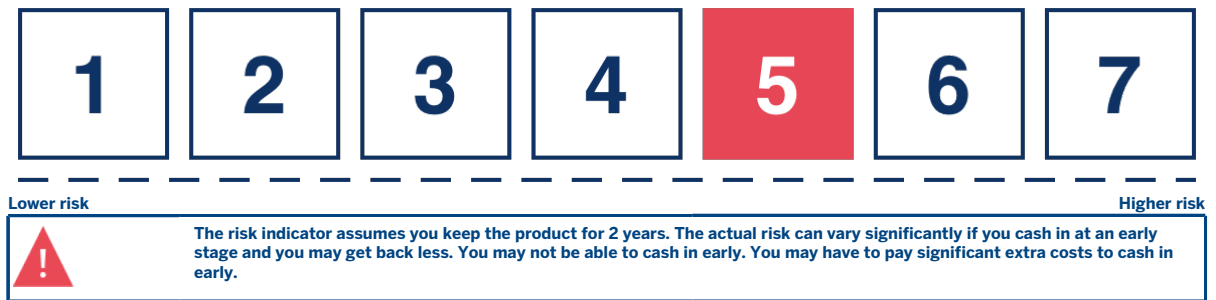 1 2 3 4 5 6 7
Lower risk Higher risk
!
The risk indicator assumes you keep the product for 2 years. The actual risk can vary significantly if you cash in at an early
stage and you may get back less. You may not be able to cash in early. You may have to pay significant extra costs to cash in
early.